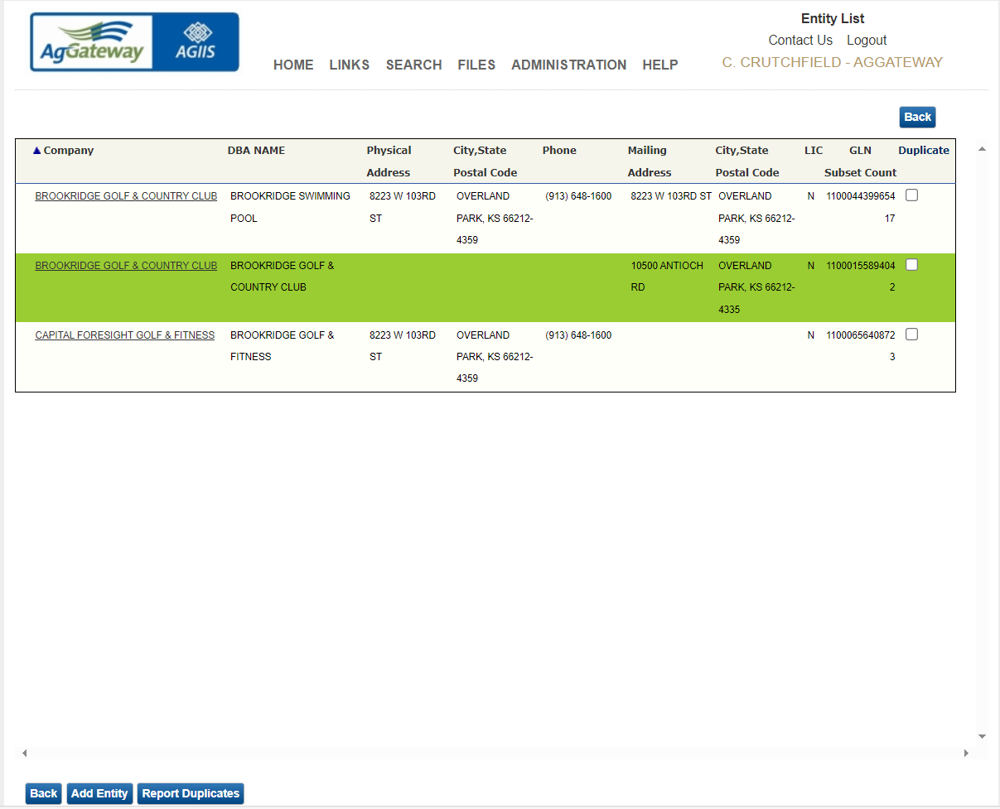 Entity List
Contact Us Logout
AgGateway AGIIS
HOME LINKS SEARCH FILES ADMINISTRATION HELP
C. CRUTCHFIELD - AGGATEWAY
Back
Company DBA NAME Physical City,State Phone Mailing City,State LIC GLN Duplicate
Address Postal Code Address Postal Code Subset Count
BROOKRIDGE GOLF & COUNTRY CLUB BROOKRIDGE SWIMMING 8223 W 103RD OVERLAND (913) 648-1600 8223 W 103RD ST OVERLAND N 1100044399654
POOL ST PARK, KS 66212- PARK, KS 66212- 17
4359 4359
BROOKRIDGE GOLF & COUNTRY CLUB BROOKRIDGE GOLF & 10500 ANTIOCH OVERLAND N 1100015589404
COUNTRY CLUB RD PARK, KS 66212- 2
4335
CAPITAL FORESIGHT GOLF & FITNESS BROOKRIDGE GOLF & 8223 W 103RD OVERLAND (913) 648-1600 N 1100065640872
FITNESS ST PARK, KS 66212- 3
4359
Back Add Entity Report Duplicates